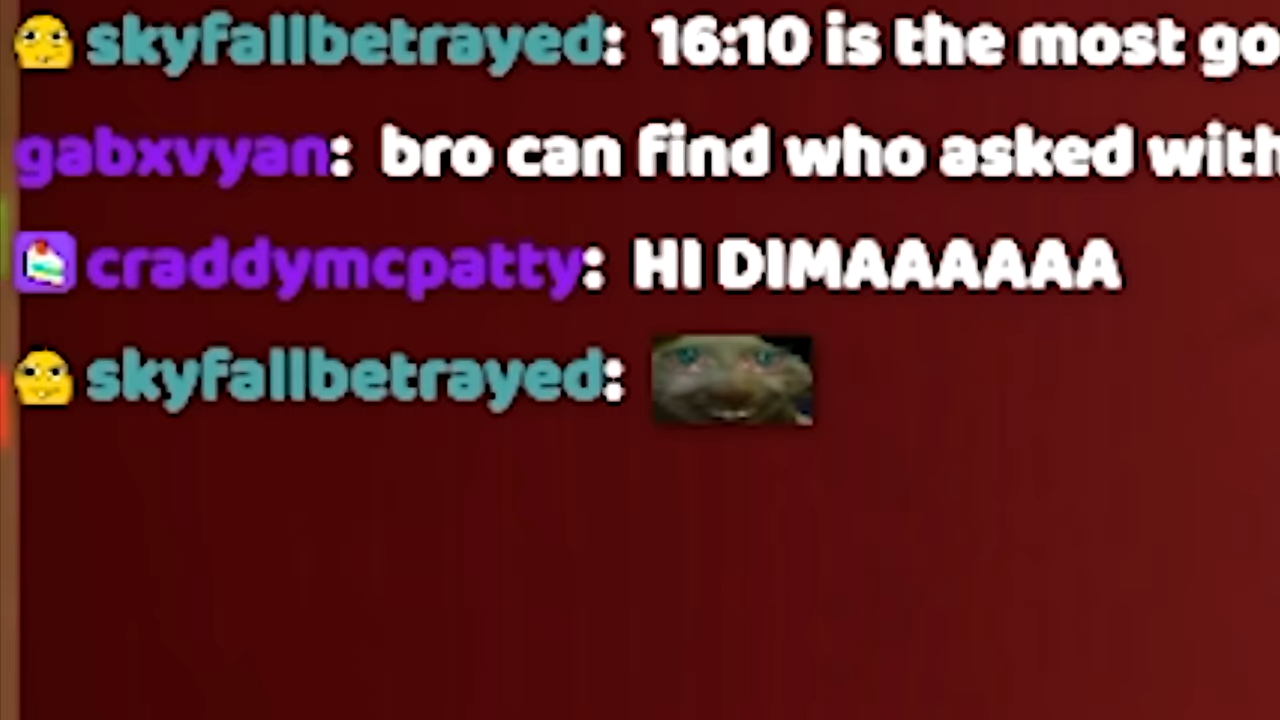 skyfallbetrayed: 16:10 is the most go
gabxvyan: bro can find who asked with
craddymcpatty: HI DIMAAAAAA
skyfallbetrayed: